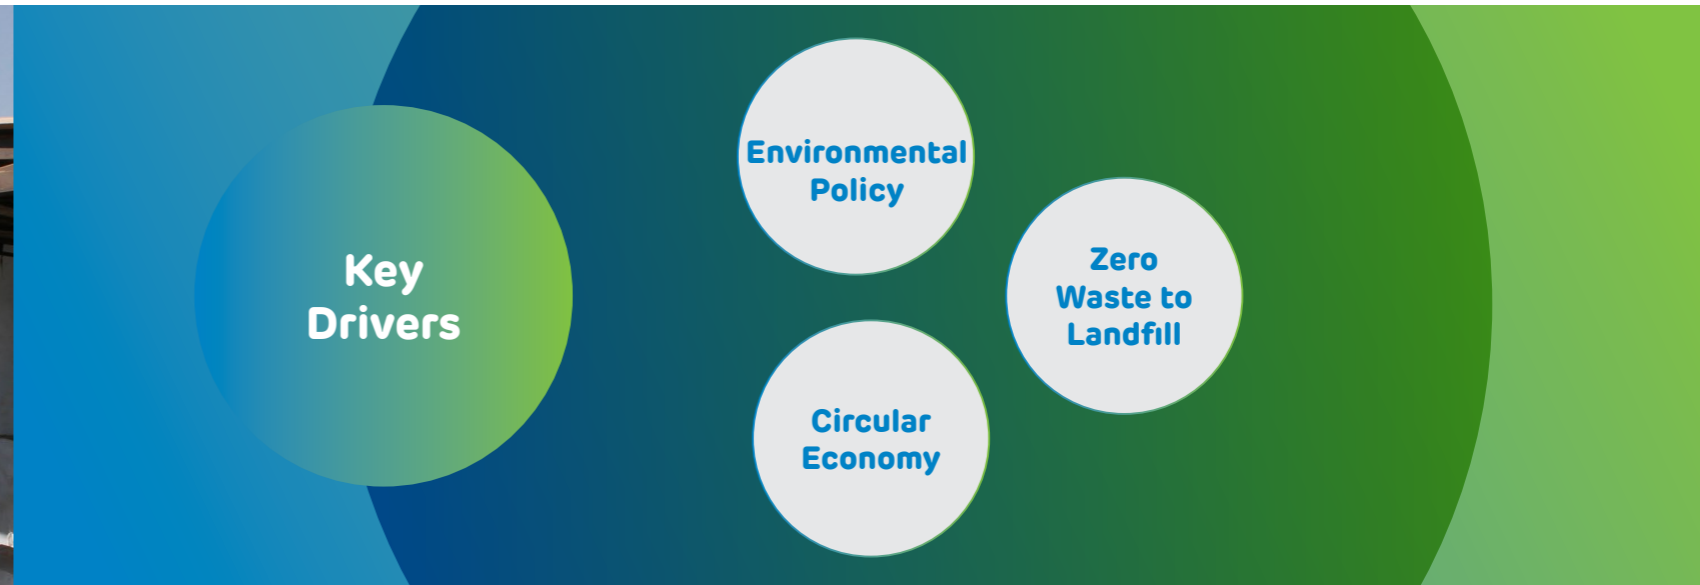 Key
Drivers
Environmental
Policy
Zero
Waste to
Landfill
Circular
Economy